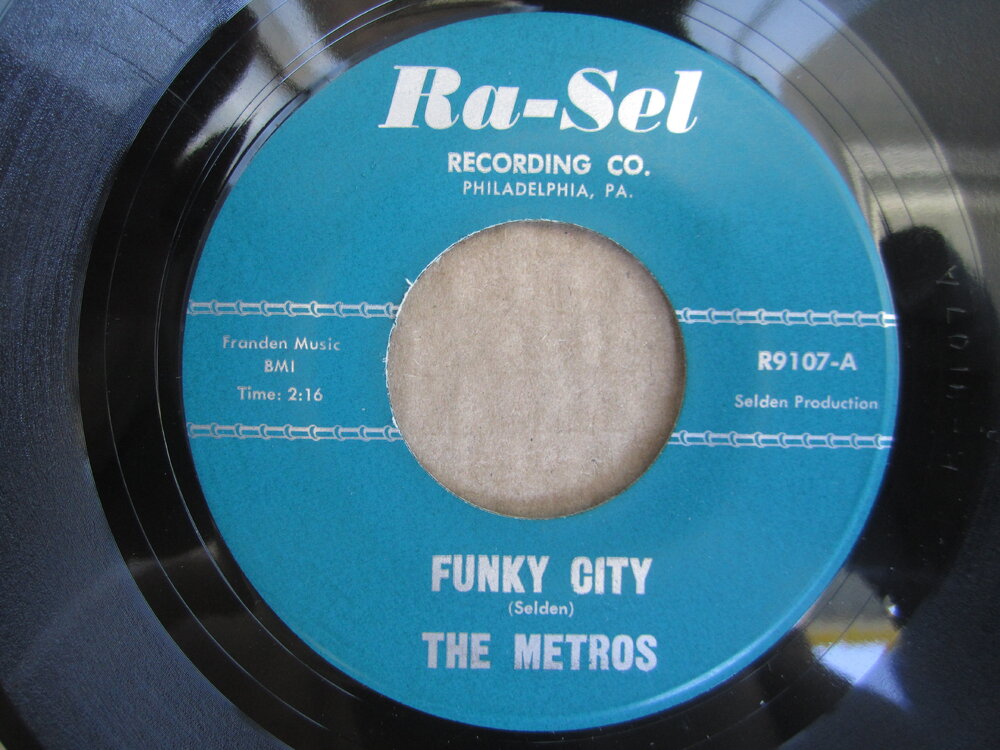 Ra-Sel
RECORDING CO.
PHILADELPHIA, PA.
Franden Music
BMI
Time: 2:16
R9107-A
Selden Production
FUNKY CITY
(Selden)
THE METROS